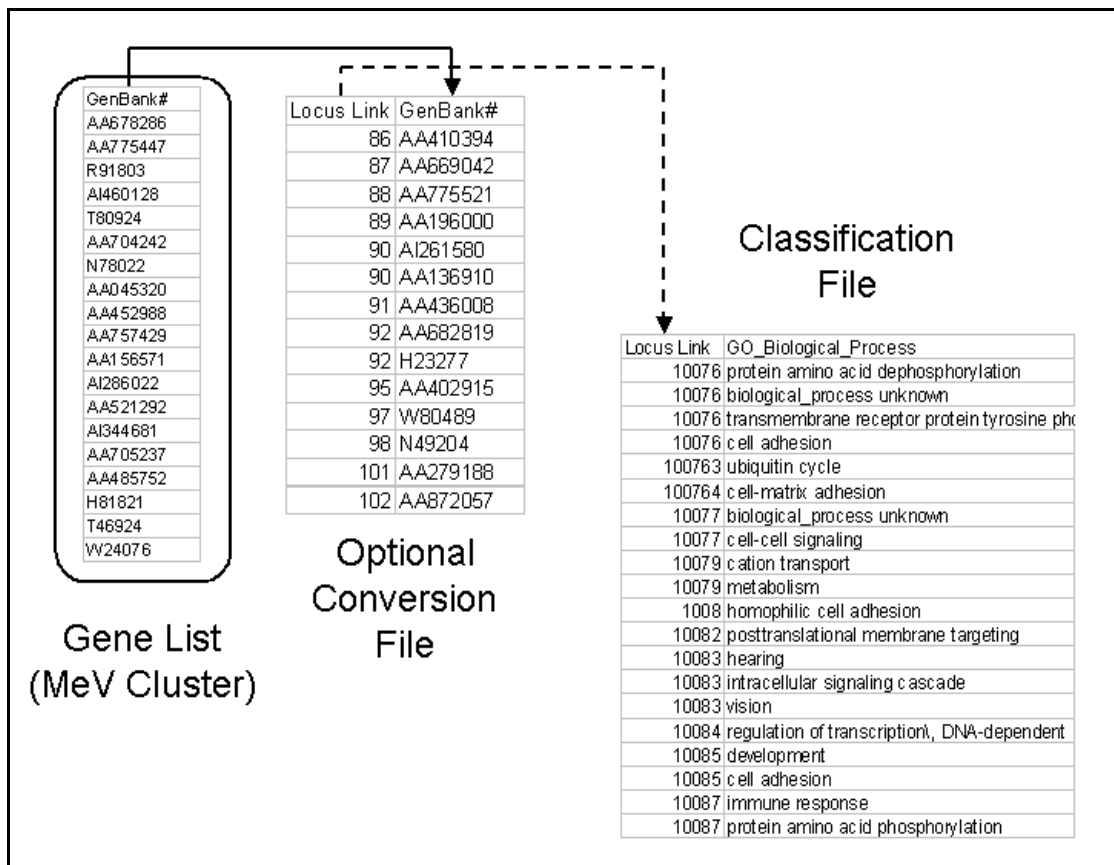 GenBank#
AA678286
AA775447
R91803
AI460128
T80924
AA704242
N78022
AA045320
AA452988
AA757429
AA156571
AI286022
AA521292
AI344681
AA705237
AA485752
H81821
T46924
W24076
Gene List
(MeV Cluster)
Locus Link GenBank#
86 AA410394
87 AA669042
88 AA775521
89 AA196000
90 AI261580
90 AA136910
91 AA436008
92 AA682819
92 H23277
95 AA402915
97 W80489
98 N49204
101 AA279188
102 AA872057
Optional
Conversion
File
Classification
File
Locus Link GO_Biological_Process
10076 protein amino acid dephosphorylation
10076 biological_process unknown
10076 transmembrane receptor protein tyrosine pho
10076 cell adhesion
100763 ubiquitin cycle
100764 cell-matrix adhesion
10077 biological_process unknown
10077 cell-cell signaling
10079 cation transport
10079 metabolism
1008 homophilic cell adhesion
10082 posttranslational membrane targeting
10083 hearing
10083 intracellular signaling cascade
10083 vision
10084 regulation of transcription\, DNA-dependent
10085 development
10085 cell adhesion
10087 immune response
10087 protein amino acid phosphorylation